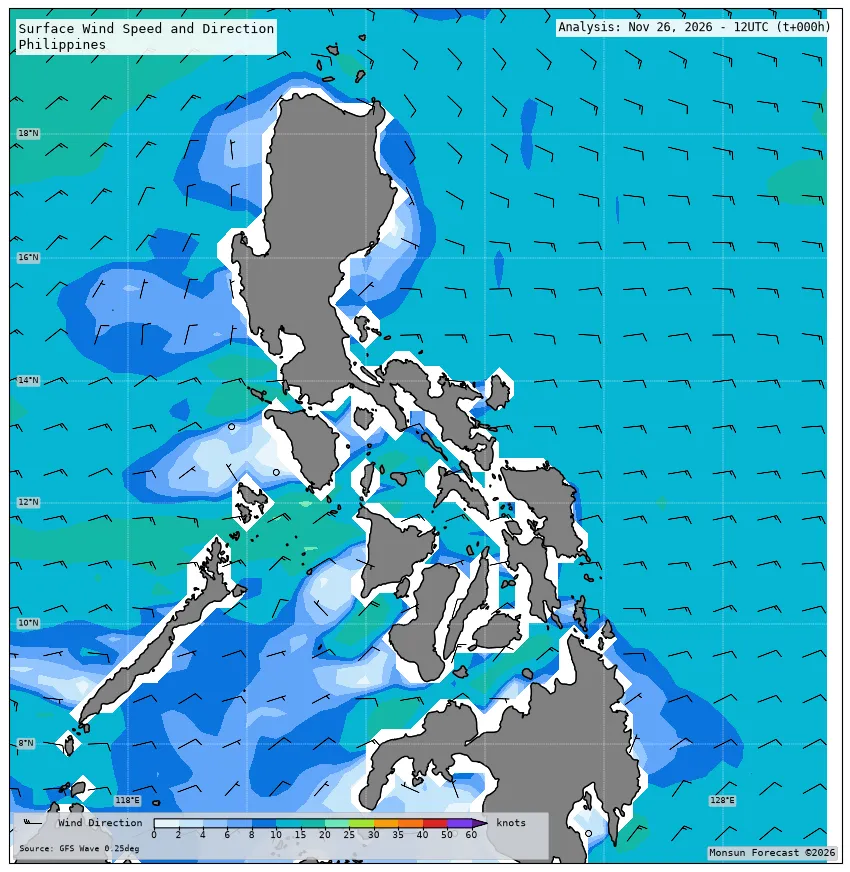 Surface Wind Speed and Direction
Philippines
Analysis: Nov 26, 2026 - 12UTC (t+000h)
18°N
16°N
14°N
12°N
10°N
8°N
118°E
128°E
Wind Direction
0 2 4 6 8 10 15 20 25 30 35 40 50 60
knots
Source: GFS Wave 0.25deg
Monsun Forecast ©2026